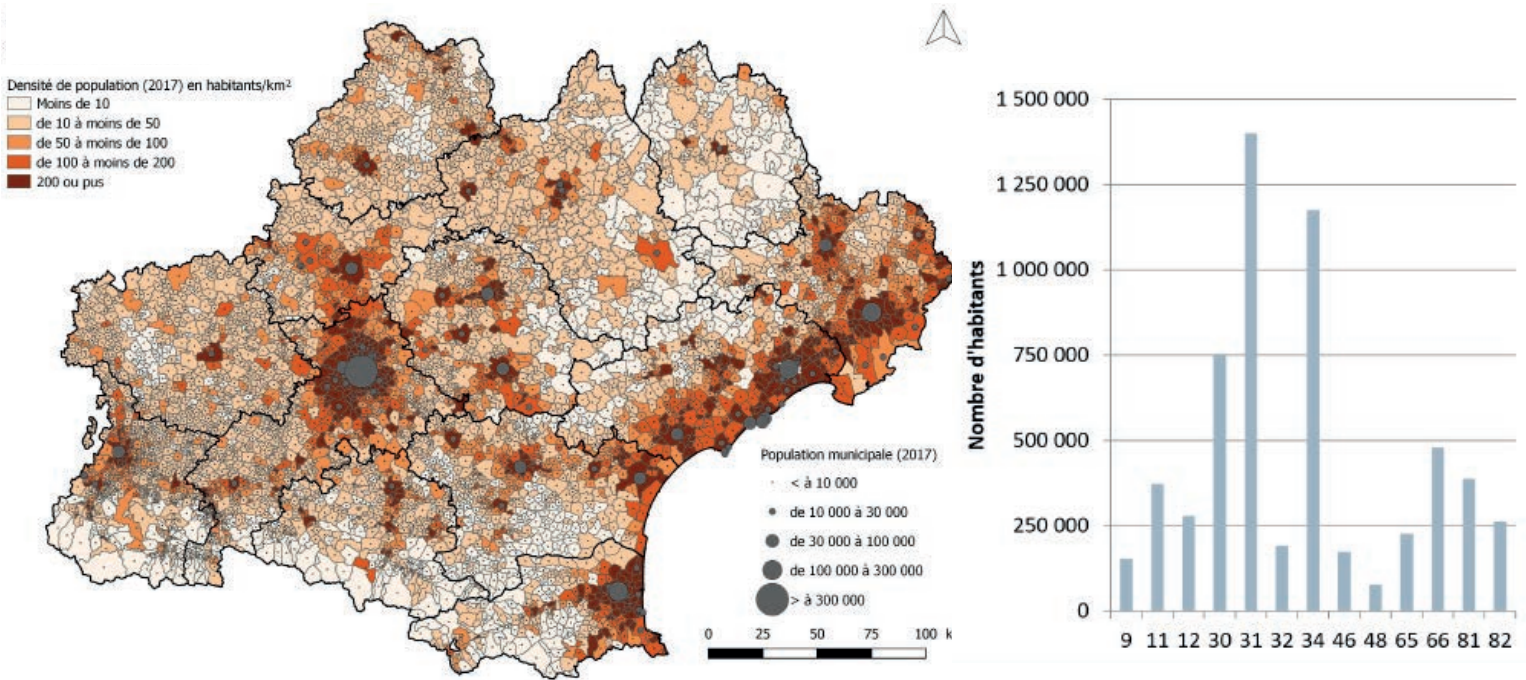 Densité de population (2017) en habitants/km²
Moins de 10
de 10 à moins de 50
de 50 à moins de 100
de 100 à moins de 200
200 ou pus
Population municipale (2017)
< à 10 000
de 10 000 à 30 000
de 30 000 à 100 000
de 100 000 à 300 000
> à 300 000
0 25 50 75 100 k
Nombre d'habitants
1 500 000
1 250 000
1 000 000
750 000
500 000
250 000
0
9 11 12 30 31 32 34 46 48 65 66 81 82